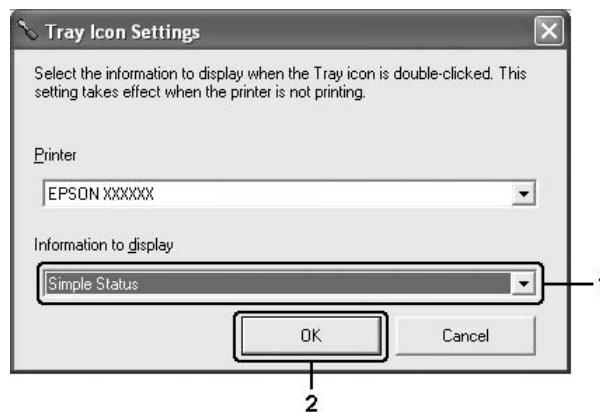 Tray Icon Settings
Select the information to display when the Tray icon is double-clicked. This
setting takes effect when the printer is not printing.
Printer
EPSON XXXXXX
Information to display
Simple Status
OK
Cancel
2